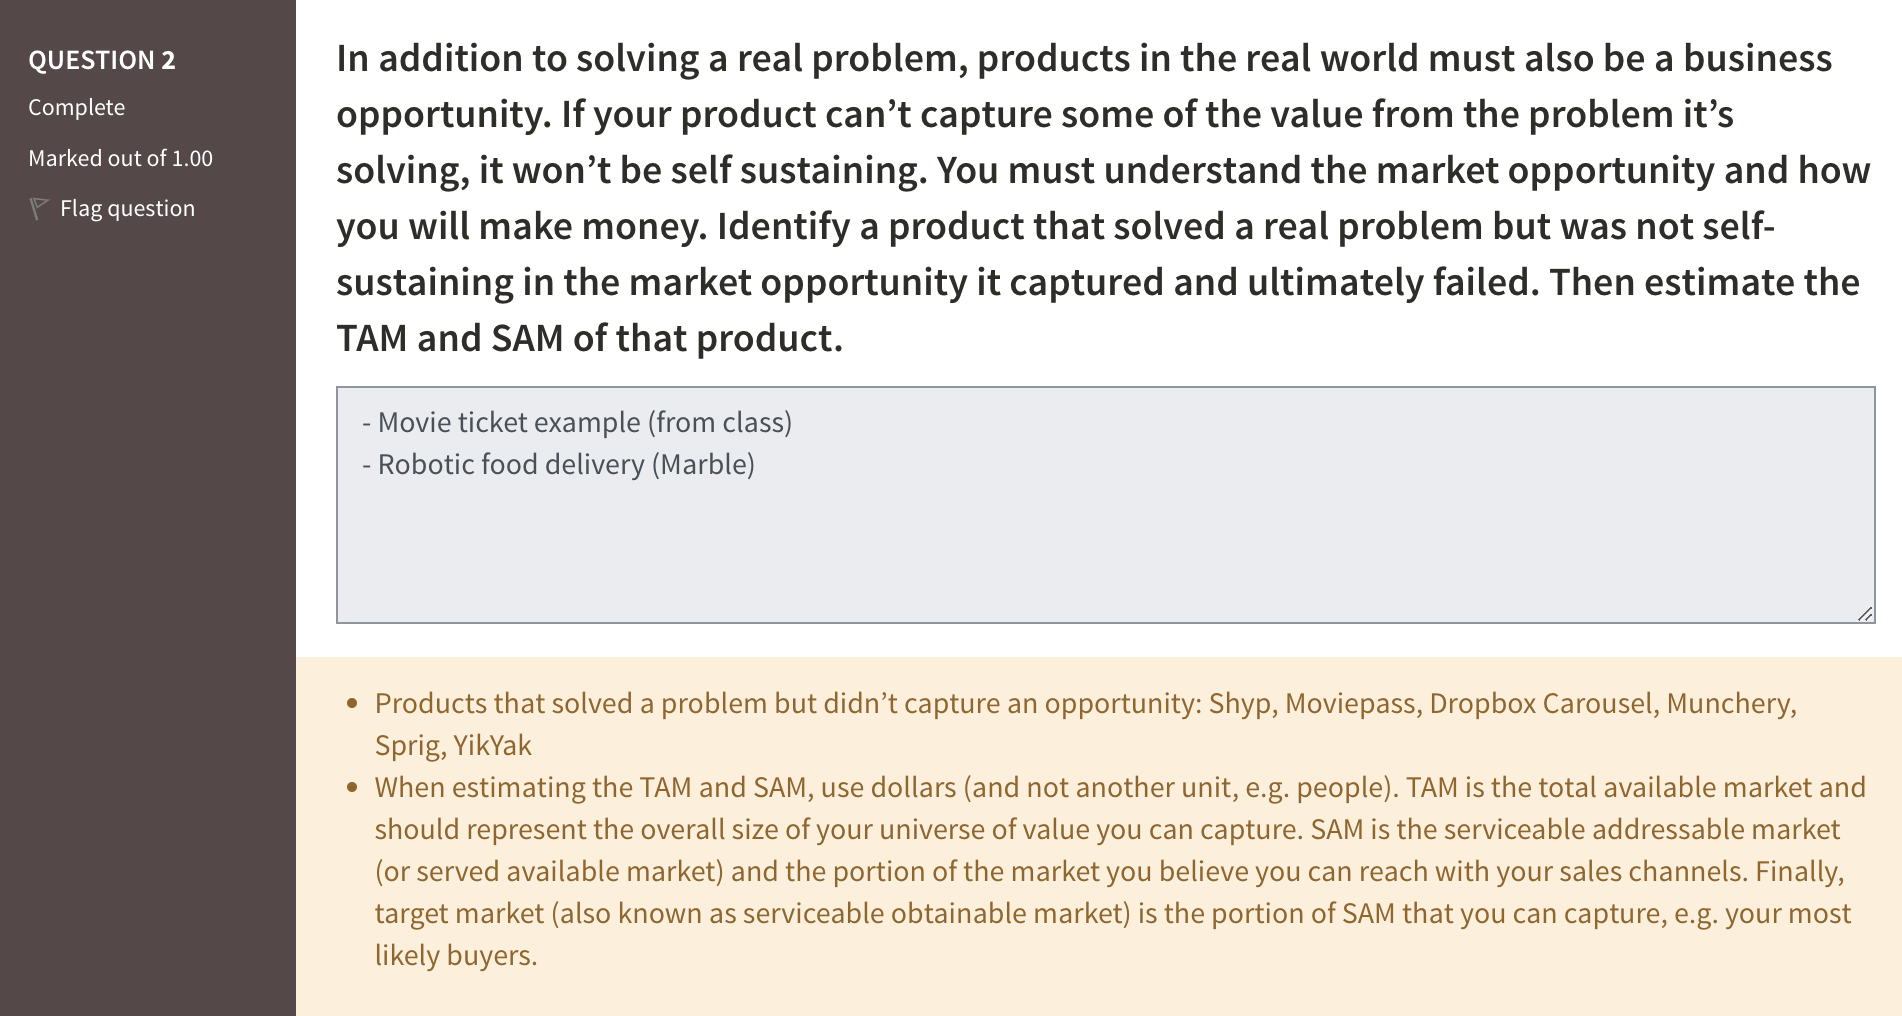 QUESTION 2
Complete
Marked out of 1.00
Flag question
In addition to solving a real problem, products in the real world must also be a business
opportunity. If your product can’t capture some of the value from the problem it’s
solving, it won’t be self sustaining. You must understand the market opportunity and how
you will make money. Identify a product that solved a real problem but was not self-
sustaining in the market opportunity it captured and ultimately failed. Then estimate the
TAM and SAM of that product.
- Movie ticket example (from class)
- Robotic food delivery (Marble)
• Products that solved a problem but didn’t capture an opportunity: Shyp, Moviepass, Dropbox Carousel, Munchery,
Sprig, YikYak
• When estimating the TAM and SAM, use dollars (and not another unit, e.g. people). TAM is the total available market and
should represent the overall size of your universe of value you can capture. SAM is the serviceable addressable market
(or served available market) and the portion of the market you believe you can reach with your sales channels. Finally,
target market (also known as serviceable obtainable market) is the portion of SAM that you can capture, e.g. your most
likely buyers.